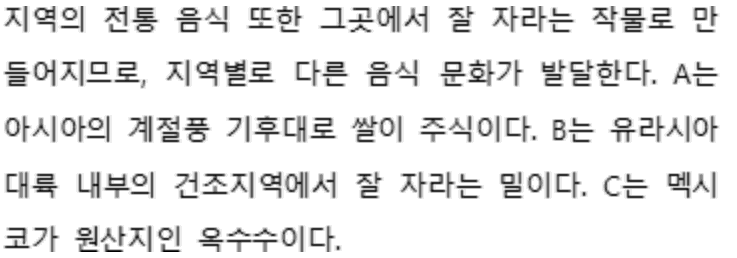 지역의 전통 음식 또한 그곳에서 잘 자라는 작물로 만
들어지므로, 지역별로 다른 음식 문화가 발달한다. A는
아시아의 계절풍 기후대로 쌀이 주식이다. B는 유라시아
대륙 내부의 건조지역에서 잘 자라는 밀이다. C는 멕시
코가 원산지인 옥수수이다.